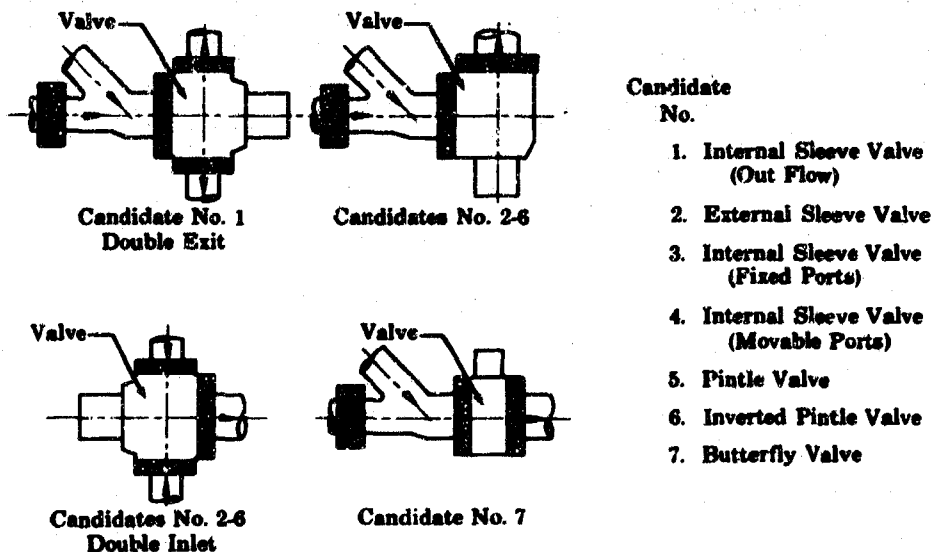 Valve
Valve
Candidate No. 1
Double Exit
Candidates No. 2-6
Valve
Valve
Candidates No. 2-6
Double Inlet
Candidate No. 7
Candidate
No.
1. Internal Sleeve Valve
(Out Flow)
2. External Sleeve Valve
3. Internal Sleeve Valve
(Fixed Ports)
4. Internal Sleeve Valve
(Movable Ports)
5. Pintle Valve
6. Inverted Pintle Valve
7. Butterfly Valve